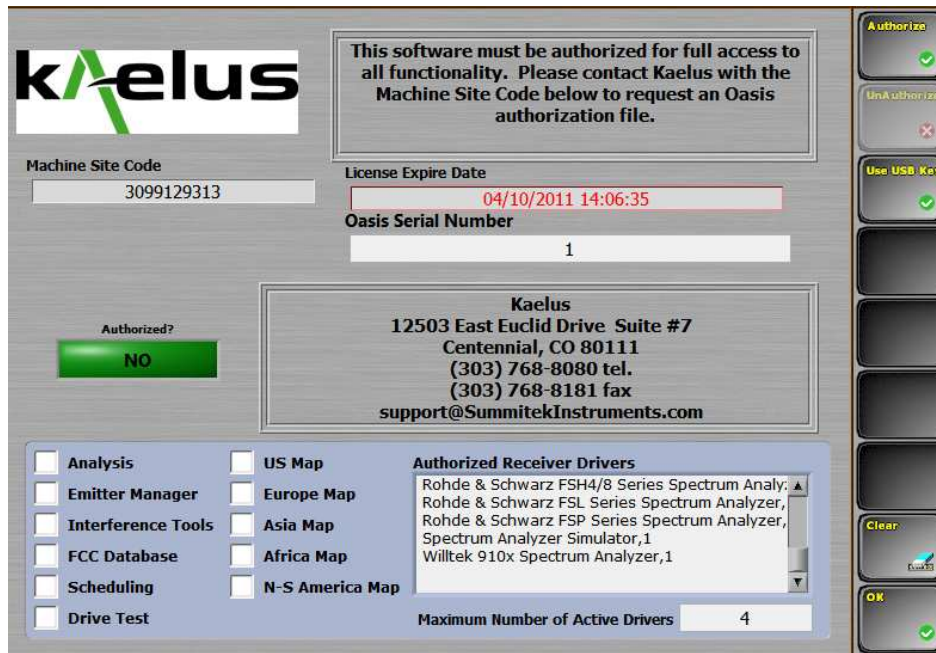 kaelus
This software must be authorized for full access to
all functionality. Please contact Kaelus with the
Machine Site Code below to request an Oasis
authorization file.
Machine Site Code
3099129313
License Expire Date
04/10/2011 14:06:35
Oasis Serial Number
1
Authorized?
NO
Kaelus
12503 East Euclid Drive Suite #7
Centennial, CO 80111
(303) 768-8080 tel.
(303) 768-8181 fax
support@SummitekInstruments.com
Analysis
Emitter Manager
Interference Tools
FCC Database
Scheduling
Drive Test
US Map
Europe Map
Asia Map
Africa Map
N-S America Map
Authorized Receiver Drivers
Rohde & Schwarz FSH4/8 Series Spectrum Analy
Rohde & Schwarz FSL Series Spectrum Analyzer,
Rohde & Schwarz FSP Series Spectrum Analyzer,
Spectrum Analyzer Simulator,1
Willtek 910x Spectrum Analyzer,1
Maximum Number of Active Drivers
4
Authorize
UnAuthorize
Use USB Key
Clear
OK